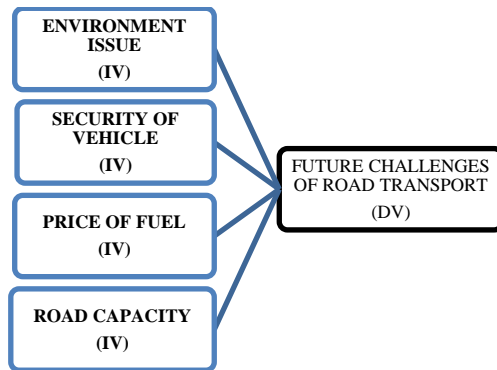 ENVIRONMENT
ISSUE
(IV)
SECURITY OF
VEHICLE
(IV)
PRICE OF FUEL
(IV)
ROAD CAPACITY
(IV)
FUTURE CHALLENGES
OF ROAD TRANSPORT
(DV)